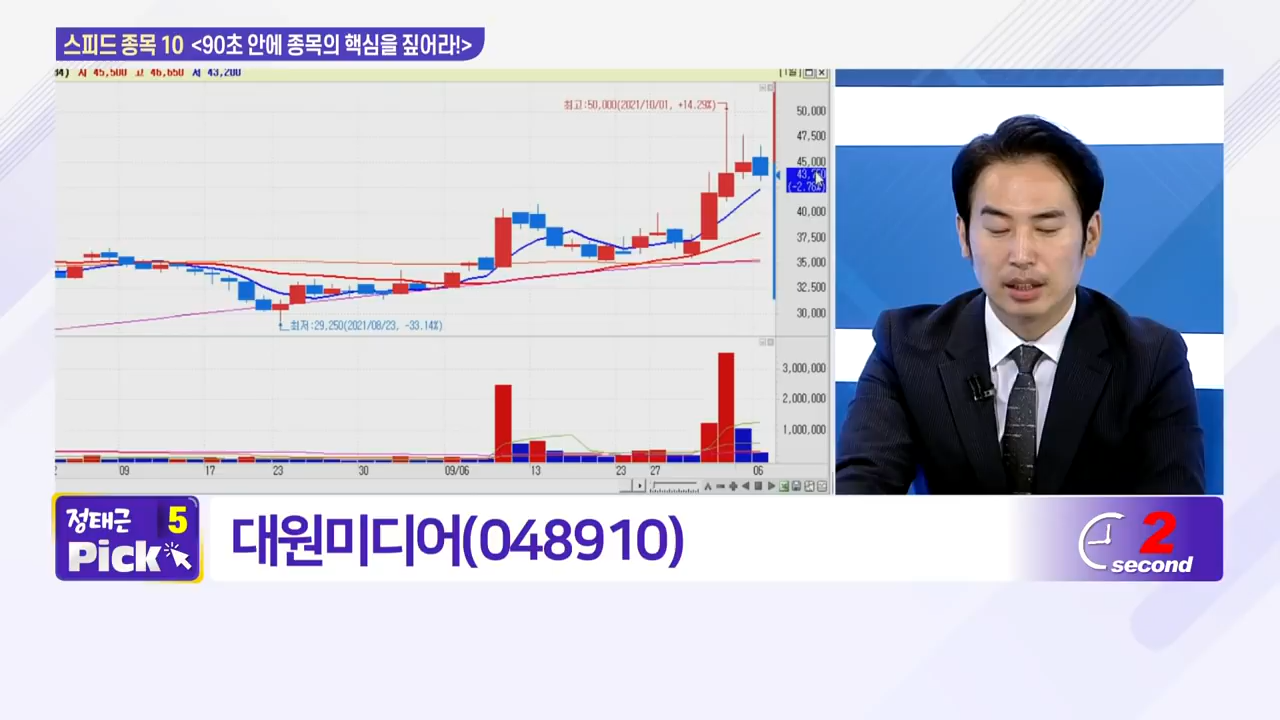 스피드 종목 10 <90초 안에 종목의 핵심을 짚어라!>
시 45,500 고 46,650 저 43,200
[1일]
최고:50,000(2021/10/01, +14.29%)
50,000
47,500
45,000
40,000
37,500
35,000
32,500
30,000
최저:29,250(2021/08/23, -33.14%)
3,000,000
2,000,000
1,000,000
09 17 23 30 09/06 13 23 27 06
정태근 5
Pick
대원미디어(048910)
2
second